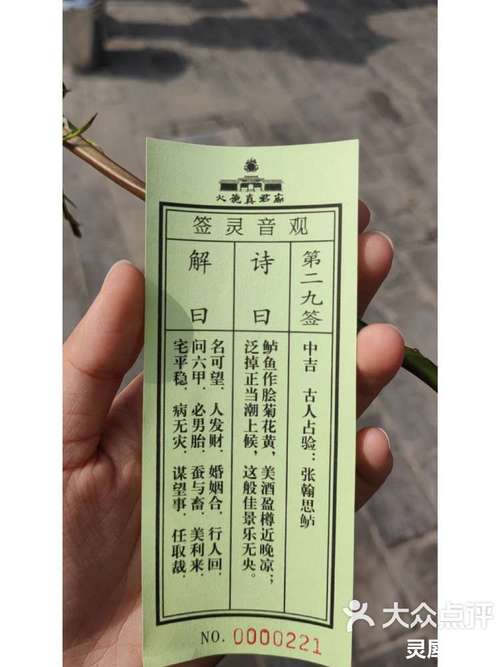 火神真君廟
观音灵签
第二九签
中吉 古人占验：张翰思鲈
诗曰
鲈鱼作脍菊花黄，美酒盈樽近晚凉；
泛掉正当潮上候，这般佳景乐无央。
解曰
名可望、人发财、婚姻合、行人回、
问六甲、必男胎、蚕与畜、美利来、
宅平稳、病无灾、谋望事、任取裁、
NO. 0000221
大众点评